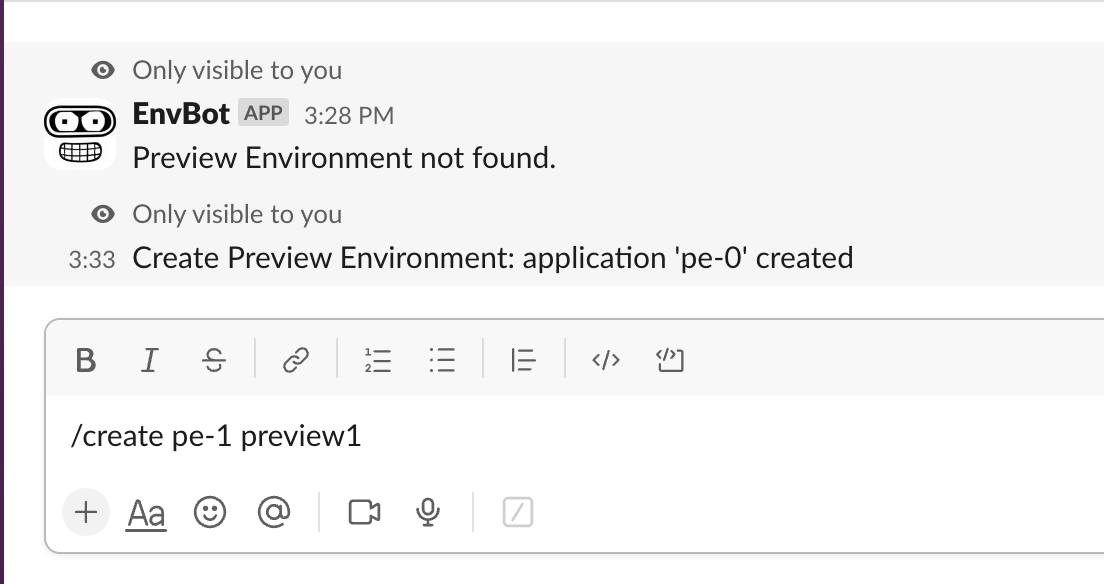 Only visible to you
EnvBot APP 3:28 PM
Preview Environment not found.
Only visible to you
3:33 Create Preview Environment: application 'pe-0' created
/create pe-1 preview1